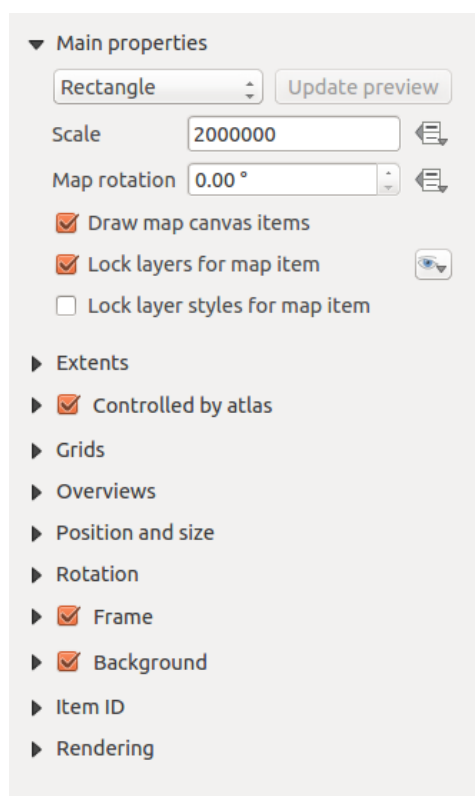 Main properties
Rectangle Update preview
Scale 2000000
Map rotation 0.00 °
Draw map canvas items
Lock layers for map item
Lock layer styles for map item
Extents
Controlled by atlas
Grids
Overviews
Position and size
Rotation
Frame
Background
Item ID
Rendering